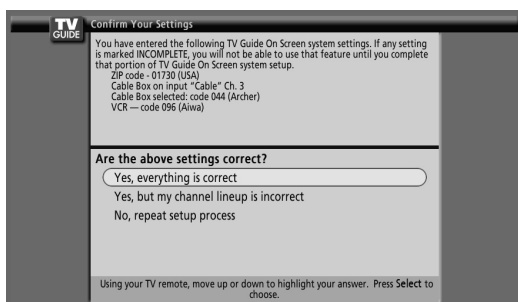 TV
GUIDE
Confirm Your Settings
You have entered the following TV Guide On Screen system settings. If any setting
is marked INCOMPLETE, you will not be able to use that feature until you complete
that portion of TV Guide On Screen system setup.
ZIP code - 01730 (USA)
Cable Box on input “Cable” Ch. 3
Cable Box selected: code 044 (Archer)
VCR — code 096 (Aiwa)
Are the above settings correct?
Yes, everything is correct
Yes, but my channel lineup is incorrect
No, repeat setup process
Using your TV remote, move up or down to highlight your answer. Press Select to
choose.